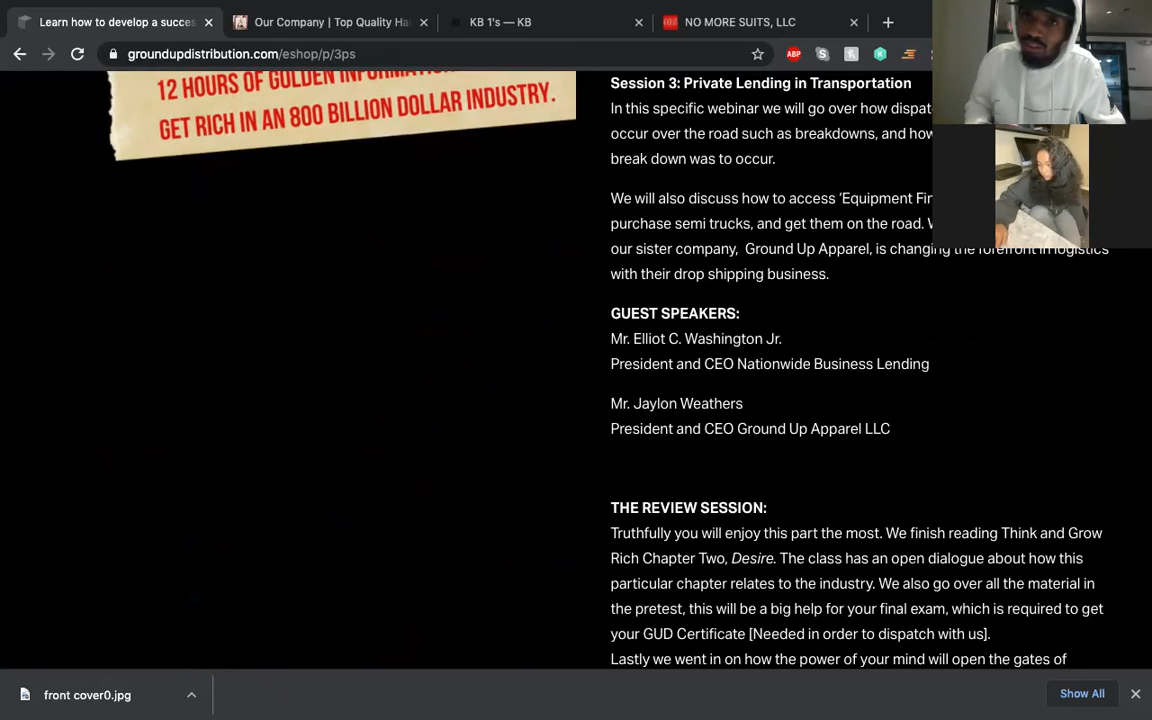 Learn how to develop a succes
Our Company | Top Quality Ha
KB 1's — KB
NO MORE SUITS, LLC
groundupdistribution.com/eshop/p/3ps
ABP
12 HOURS OF GOLDEN INFORMATION
GET RICH IN AN 800 BILLION DOLLAR INDUSTRY.
Session 3: Private Lending in Transportation
In this specific webinar we will go over how dispat
occur over the road such as breakdowns, and how
break down was to occur.
We will also discuss how to access ‘Equipment Fin
purchase semi trucks, and get them on the road. W
our sister company, Ground Up Apparel, is changing the forefront in logistics
with their drop shipping business.
GUEST SPEAKERS:
Mr. Elliot C. Washington Jr.
President and CEO Nationwide Business Lending
Mr. Jaylon Weathers
President and CEO Ground Up Apparel LLC
THE REVIEW SESSION:
Truthfully you will enjoy this part the most. We finish reading Think and Grow
Rich Chapter Two, Desire. The class has an open dialogue about how this
particular chapter relates to the industry. We also go over all the material in
the pretest, this will be a big help for your final exam, which is required to get
your GUD Certificate [Needed in order to dispatch with us].
Lastly we went in on how the power of your mind will open the gates of
front cover0.jpg
Show All